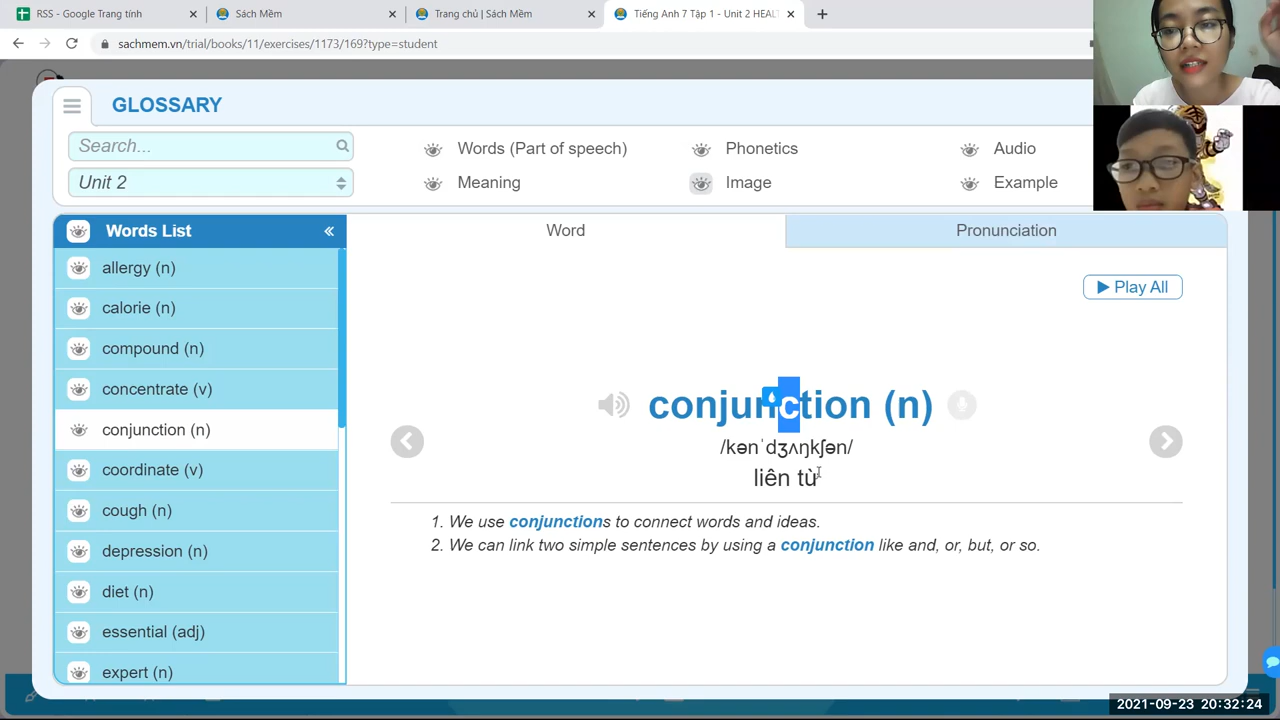 RSS - Google Trang tính
Sách Mềm
Trang chủ | Sách Mềm
Tiếng Anh 7 Tập 1 - Unit 2 HEAL
sachmem.vn/trial/books/11/exercises/1173/169?type=student
GLOSSARY
Search...
Unit 2
Words (Part of speech)
Phonetics
Audio
Meaning
Image
Example
Words List
«
allergy (n)
calorie (n)
compound (n)
concentrate (v)
conjunction (n)
coordinate (v)
cough (n)
depression (n)
diet (n)
essential (adj)
expert (n)
Word
Pronunciation
Play All
conjunction (n)
/kənˈdʒʌŋkʃən/
liên từ
1. We use conjunctions to connect words and ideas.
2. We can link two simple sentences by using a conjunction like and, or, but, or so.
2021-09-23 20:32:24